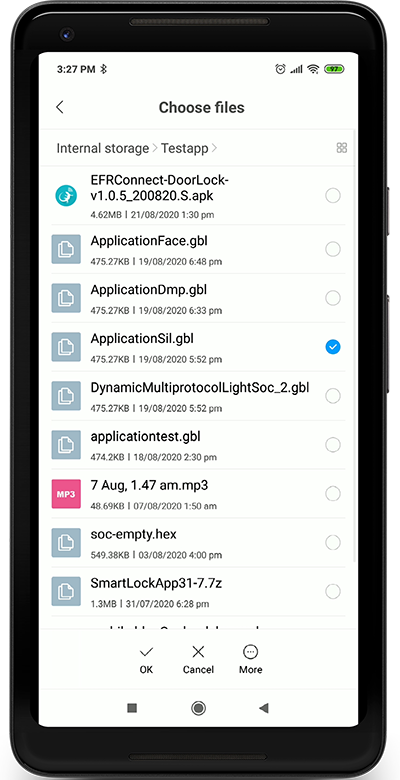 3:27 PM
97
Choose files
Internal storage > Testapp >
EFRConnect-DoorLock-
v1.0.5_200820.S.apk
4.62MB | 21/08/2020 1:30 pm
ApplicationFace.gbl
475.27KB | 19/08/2020 6:48 pm
ApplicationDmp.gbl
475.27KB | 19/08/2020 6:33 pm
ApplicationSil.gbl
475.27KB | 19/08/2020 5:52 pm
DynamicMultiprotocolLightSoc_2.gbl
475.27KB | 19/08/2020 5:52 pm
applicationtest.gbl
474.2KB | 18/08/2020 2:30 pm
MP3
7 Aug, 1.47 am.mp3
48.69KB | 07/08/2020 1:50 am
soc-empty.hex
549.38KB | 03/08/2020 4:00 pm
SmartLockApp31-7.7z
1.3MB | 31/07/2020 6:28 pm
OK
Cancel
More